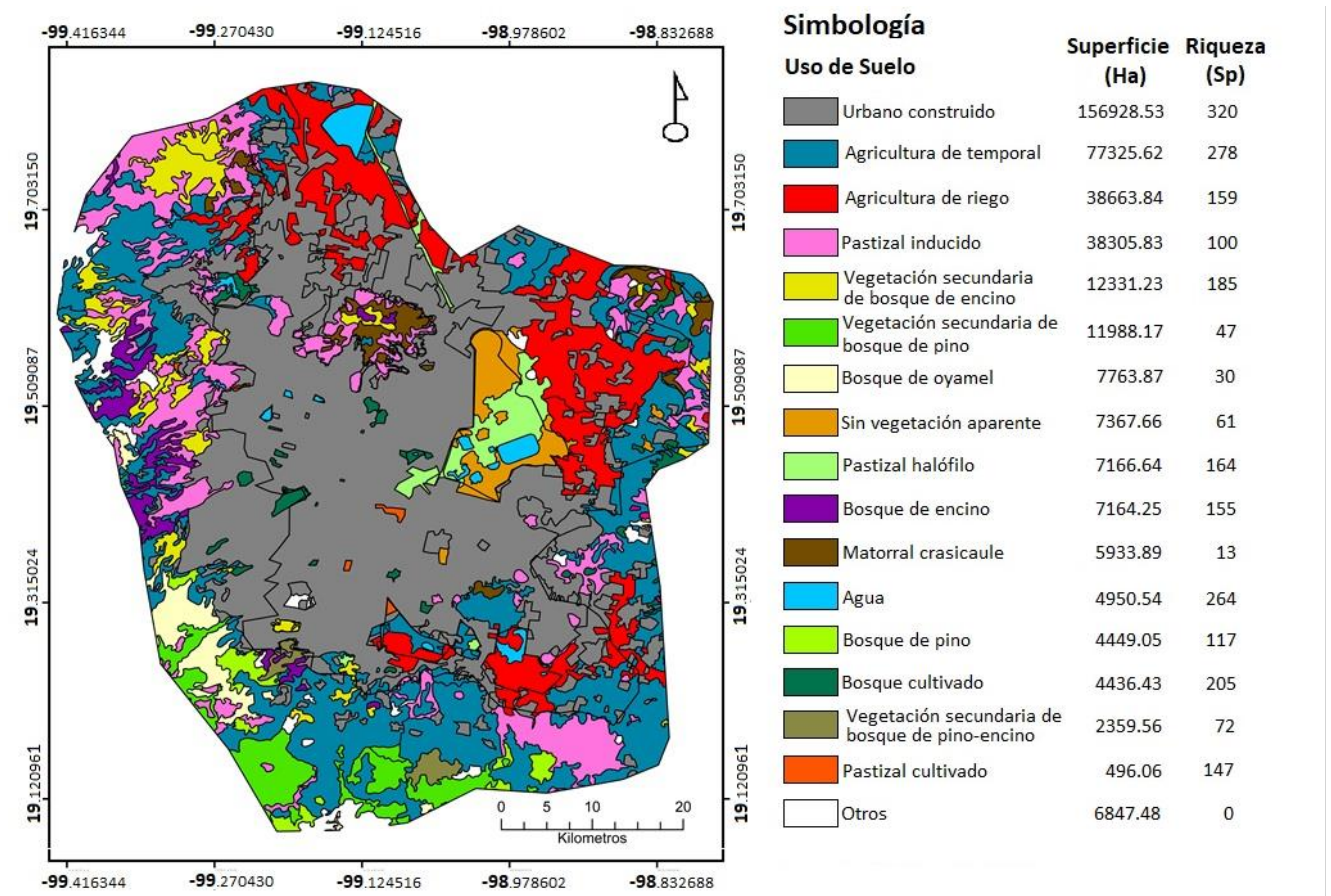 -99.416344 -99.270430 -99.124516 -98.978602 -98.832688
19.703150
19.509087
19.315024
19.120961
19.703150
19.509087
19.315024
19.120961
0 5 10 20
Kilometros
-99.416344 -99.270430 -99.124516 -98.978602 -98.832688
Simbología
Uso de Suelo
Superficie Riqueza
(Ha) (Sp)
Urbano construido 156928.53 320
Agricultura de temporal 77325.62 278
Agricultura de riego 38663.84 159
Pastizal inducido 38305.83 100
Vegetación secundaria
de bosque de encino 12331.23 185
Vegetación secundaria de
bosque de pino 11988.17 47
Bosque de oyamel 7763.87 30
Sin vegetación aparente 7367.66 61
Pastizal halófilo 7166.64 164
Bosque de encino 7164.25 155
Matorral crasicaule 5933.89 13
Agua 4950.54 264
Bosque de pino 4449.05 117
Bosque cultivado 4436.43 205
Vegetación secundaria de
bosque de pino-encino 2359.56 72
Pastizal cultivado 496.06 147
Otros 6847.48 0